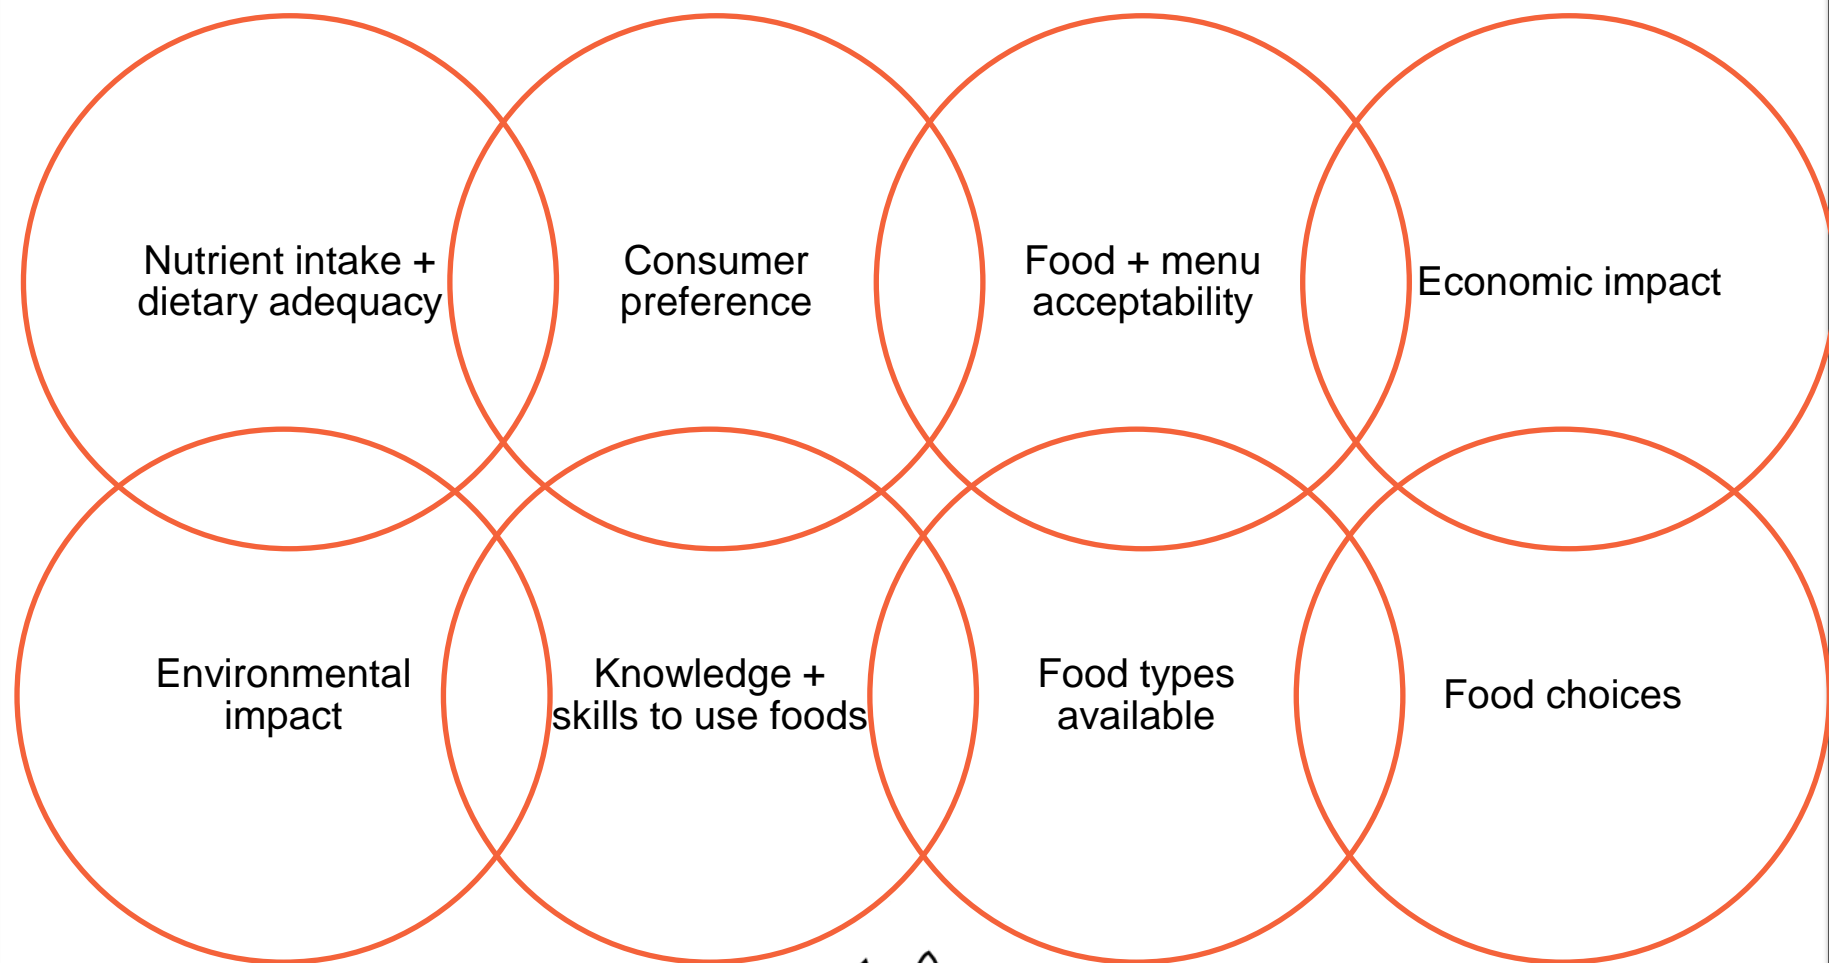 Nutrient intake +
dietary adequacy
Consumer
preference
Food + menu
acceptability
Economic impact
Environmental
impact
Knowledge +
skills to use foods
Food types
available
Food choices